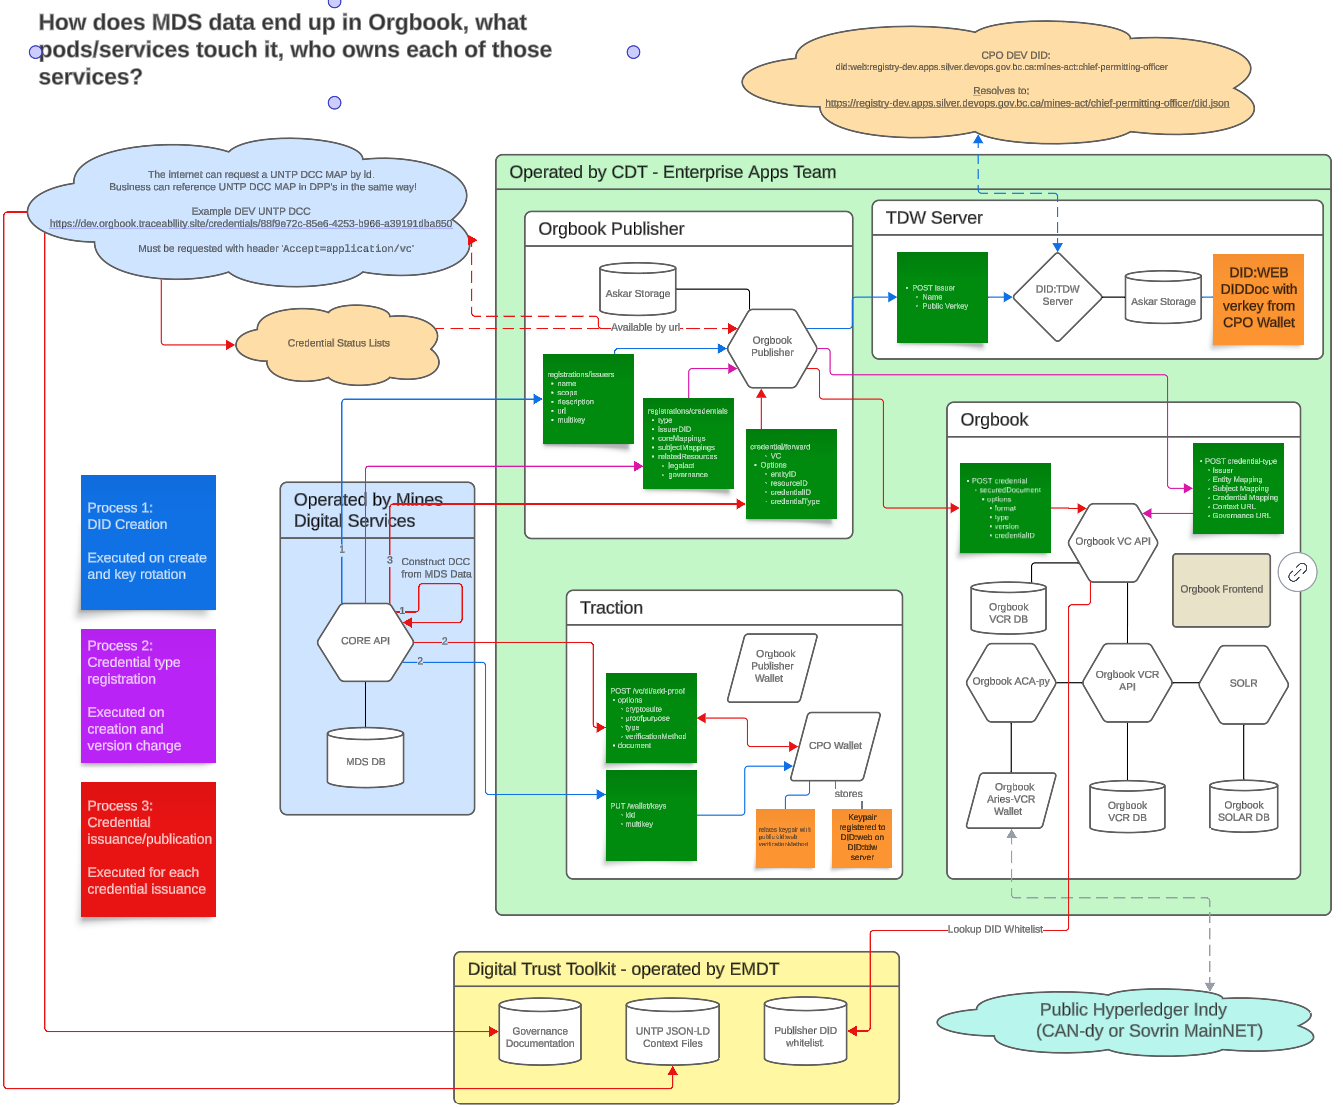 How does MDS data end up in Orgbook, what
pods/services touch it, who owns each of those
services?
CPO DEV DID:
did:web:registry-dev.apps.silver.devops.gov.bc.ca:mines-act:chief-permitting-officer
Resolves to:
https://registry-dev.apps.silver.devops.gov.bc.ca/mines-act/chief-permitting-officer/did.json
The internet can request a UNTP DCC MAP by id.
Business can reference UNTP DCC MAP in DPP's in the same way!
Example DEV UNTP DCC
https://dev.orgbook.traceability.site/credentials/88f9e72c-85e6-4253-b966-a39191dba650
Must be requested with header 'Accept=application/vc'
Credential Status Lists
Available by url
Operated by CDT - Enterprise Apps Team
Orgbook Publisher
Askar Storage
Orgbook
Publisher
registrations/issuers
• name
• scope
• description
• url
• multikey
registrations/credentials
• type
• issuerDID
• coreMappings
• subjectMappings
• relatedResources
◦ legalact
◦ governance
credential/forward
◦ VC
• Options
◦ entityID
◦ resourceID
◦ credentialID
◦ credentialType
TDW Server
• POST Issuer
◦ Name
◦ Public Verkey
DID:TDW
Server
Askar Storage
DID:WEB
DIDDoc with
verkey from
CPO Wallet
Orgbook
• POST credential
◦ securedDocument
◦ options
▪ format
▪ type
▪ version
▪ credentialID
• POST credential-type
◦ Issuer
◦ Entity Mapping
◦ Subject Mapping
◦ Credential Mapping
◦ Context URL
◦ Governance URL
Orgbook VC API
Orgbook Frontend
Orgbook
VCR DB
Orgbook ACA-py
Orgbook VCR
API
SOLR
Orgbook
Aries-VCR
Wallet
Orgbook
VCR DB
Orgbook
SOLAR DB
Process 1:
DID Creation
Executed on create
and key rotation
Process 2:
Credential type
registration
Executed on
creation and
version change
Process 3:
Credential
issuance/publication
Executed for each
credential issuance
Operated by Mines
Digital Services
1
3
Construct DCC
from MDS Data
1
CORE API
2
2
MDS DB
Traction
Orgbook
Publisher
Wallet
POST /vc/di/add-proof
• options
◦ cryptosuite
◦ proofpurpose
◦ type
◦ verificationMethod
• document
CPO Wallet
PUT /wallet/keys
• kid
• multikey
stores
relates keypair with
public did:web
verificationMethod
Keypair
registered to
DID:web on
DID:tdw
server
Lookup DID Whitelist
Digital Trust Toolkit - operated by EMDT
Governance
Documentation
UNTP JSON-LD
Context Files
Publisher DID
whitelist.
Public Hyperledger Indy
(CAN-dy or Sovrin MainNET)